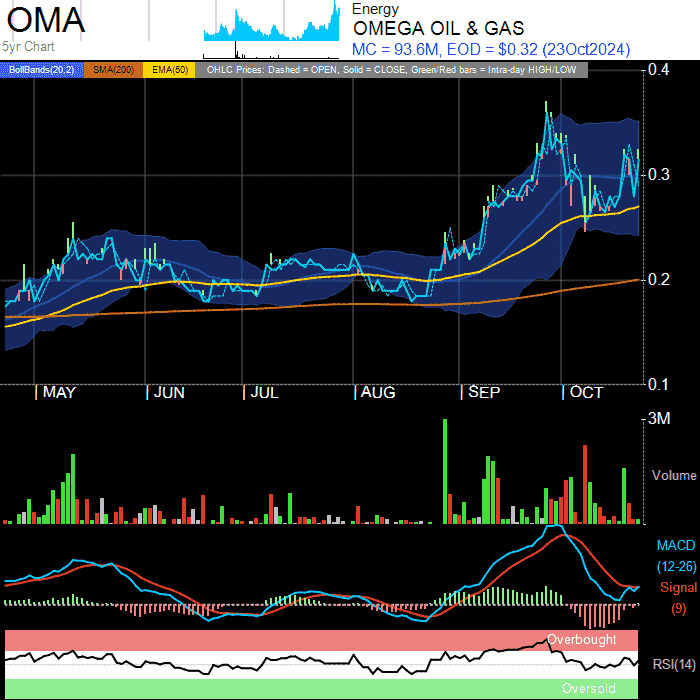 OMA
5yr Chart
Energy
OMEGA OIL & GAS
MC = 93.6M, EOD = $0.32 (23Oct2024)
BollBands(20,2) SMA(200) EMA(50) OHLC Prices: Dashed = OPEN, Solid = CLOSE, Green/Red bars = Intra-day HIGH/LOW
0.4
0.3
0.2
0.1
MAY JUN JUL AUG SEP OCT
3M
Volume
MACD
(12-26)
Signal
(9)
Overbought
RSI(14)
Oversold